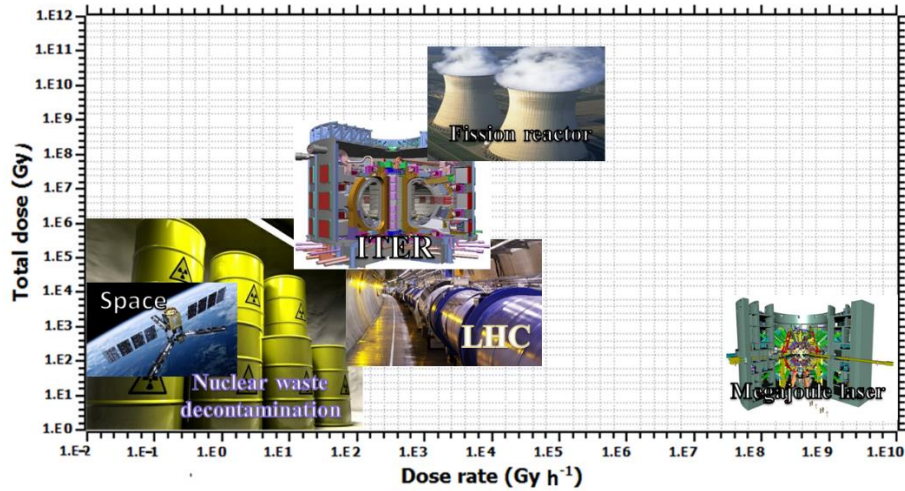 1.E12
1.E11
1.E10
1.E9
1.E8
1.E7
1.E6
1.E5
1.E4
1.E3
1.E2
1.E1
1.E0
Total dose (Gy)
Fission reactor
ITER
Space
LHC
Nuclear waste
decontamination
Megajoule laser
1.E-2 1.E-1 1.E0 1.E1 1.E2 1.E3 1.E4 1.E5 1.E6 1.E7 1.E8 1.E9 1.E10
Dose rate (Gy h⁻¹)